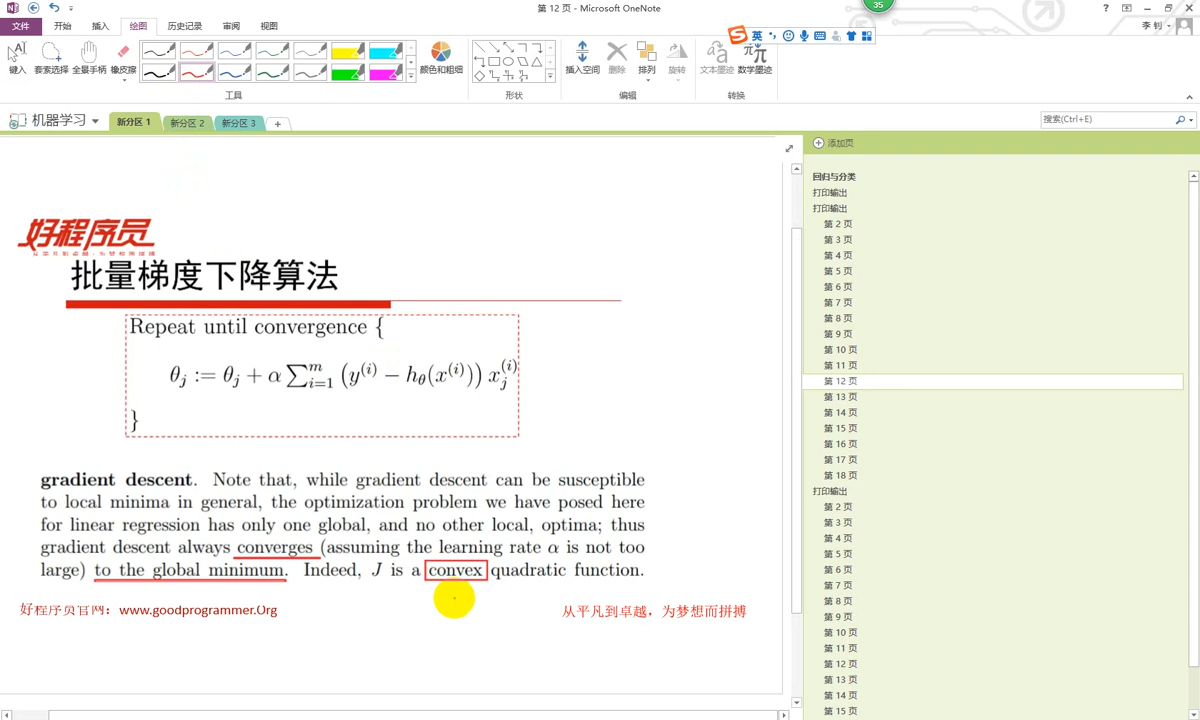 第 12 页 - Microsoft OneNote
35
文件 开始 插入 绘图 历史记录 审阅 视图
李 钊
英
键入 套索选择 全景手柄 橡皮擦 颜色和粗细 插入空间 删除 排列 旋转 文本墨迹 数学墨迹
工具 形状 编辑 转换
机器学习 新分区 1 新分区 2 新分区 3 +
搜索(Ctrl+E)
添加页
回归与分类
打印输出
打印输出
第 2 页
第 3 页
第 4 页
第 5 页
第 6 页
第 7 页
第 8 页
第 9 页
第 10 页
第 11 页
第 12 页
第 13 页
第 14 页
第 15 页
第 16 页
第 17 页
第 18 页
打印输出
第 2 页
第 3 页
第 4 页
第 5 页
第 6 页
第 7 页
第 8 页
第 9 页
第 10 页
第 11 页
第 12 页
第 13 页
第 14 页
第 15 页
好程序员
批量梯度下降算法
Repeat until convergence {
θ_j := θ_j + α ∑_{i=1}^{m} (y^{(i)} − h_θ(x^{(i)})) x_j^{(i)}
}
gradient descent. Note that, while gradient descent can be susceptible
to local minima in general, the optimization problem we have posed here
for linear regression has only one global, and no other local, optima; thus
gradient descent always converges (assuming the learning rate α is not too
large) to the global minimum. Indeed, J is a convex quadratic function.
好程序员官网：www.goodprogrammer.Org
从平凡到卓越，为梦想而拼搏